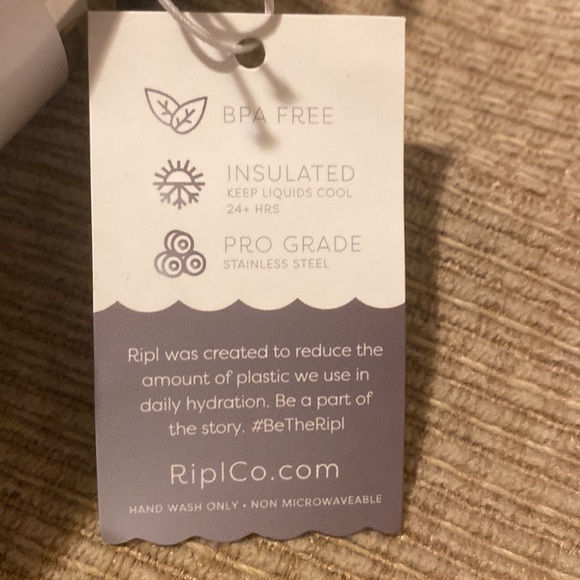 BPA FREE
INSULATED
KEEP LIQUIDS COOL
24+ HRS
PRO GRADE
STAINLESS STEEL
Ripl was created to reduce the
amount of plastic we use in
daily hydration. Be a part of
the story. #BeTheRipl
RiplCo.com
HAND WASH ONLY • NON MICROWAVEABLE